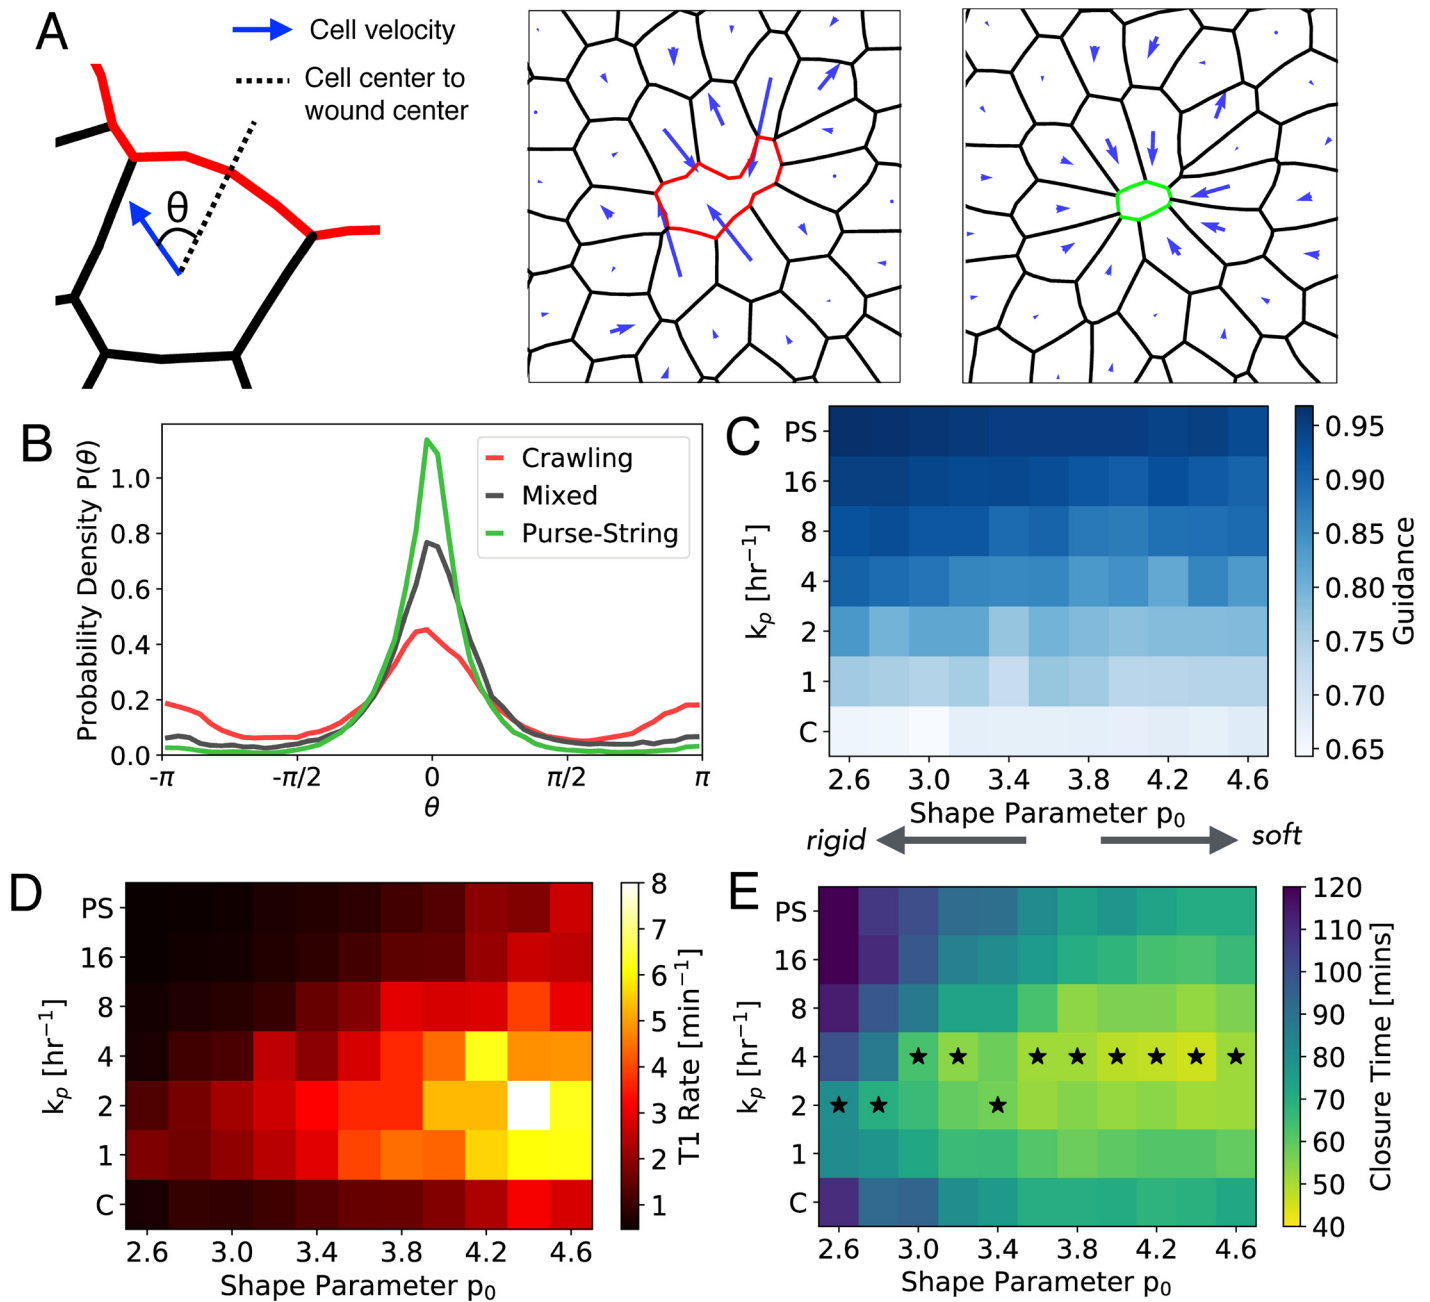 A
Cell velocity
Cell center to
wound center
θ
B
Probability Density P(θ)
1.0
0.8
0.6
0.4
0.2
0.0
-π
-π/2
0
π/2
π
θ
Crawling
Mixed
Purse-String
C
k_p [hr⁻¹]
PS
16
8
4
2
1
C
2.6
3.0
3.4
3.8
4.2
4.6
Shape Parameter p₀
rigid
soft
0.95
0.90
0.85
0.80
0.75
0.70
0.65
Guidance
D
k_p [hr⁻¹]
PS
16
8
4
2
1
C
2.6
3.0
3.4
3.8
4.2
4.6
Shape Parameter p₀
8
7
6
5
4
3
2
1
T1 Rate [min⁻¹]
E
k_p [hr⁻¹]
PS
16
8
4
2
1
C
2.6
3.0
3.4
3.8
4.2
4.6
Shape Parameter p₀
120
110
100
90
80
70
60
50
40
Closure Time [mins]